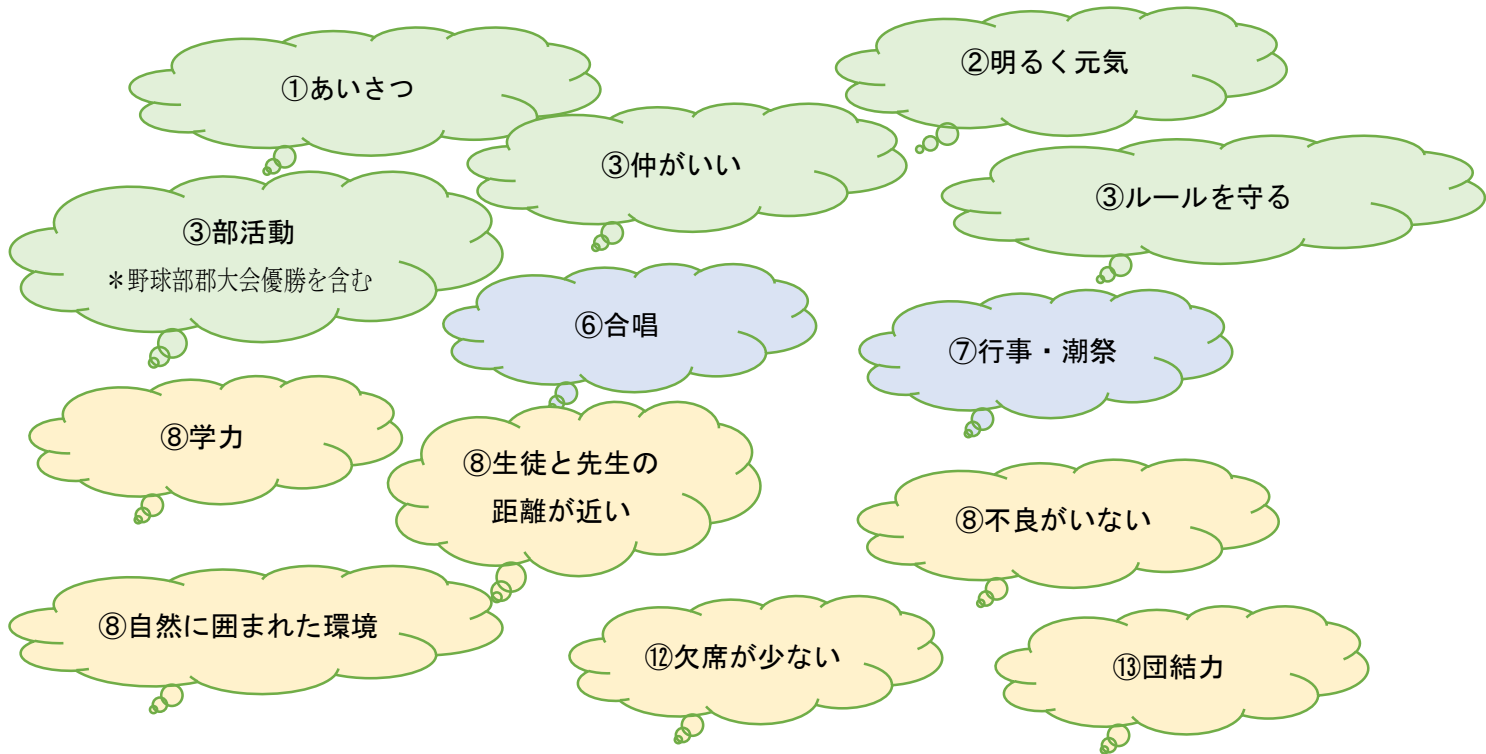 ①あいさつ
②明るく元気
③仲がいい
③ルールを守る
③部活動
＊野球部郡大会優勝を含む
⑥合唱
⑦行事・潮祭
⑧学力
⑧生徒と先生の
距離が近い
⑧不良がいない
⑧自然に囲まれた環境
⑫欠席が少ない
⑬団結力